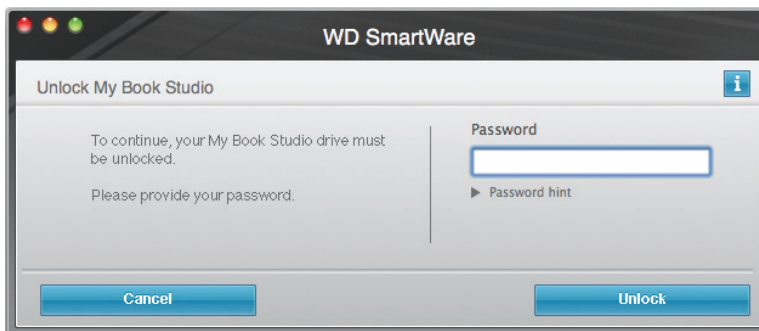 WD SmartWare
Unlock My Book Studio
i
To continue, your My Book Studio drive must
be unlocked.
Please provide your password.
Password
Password hint
Cancel
Unlock